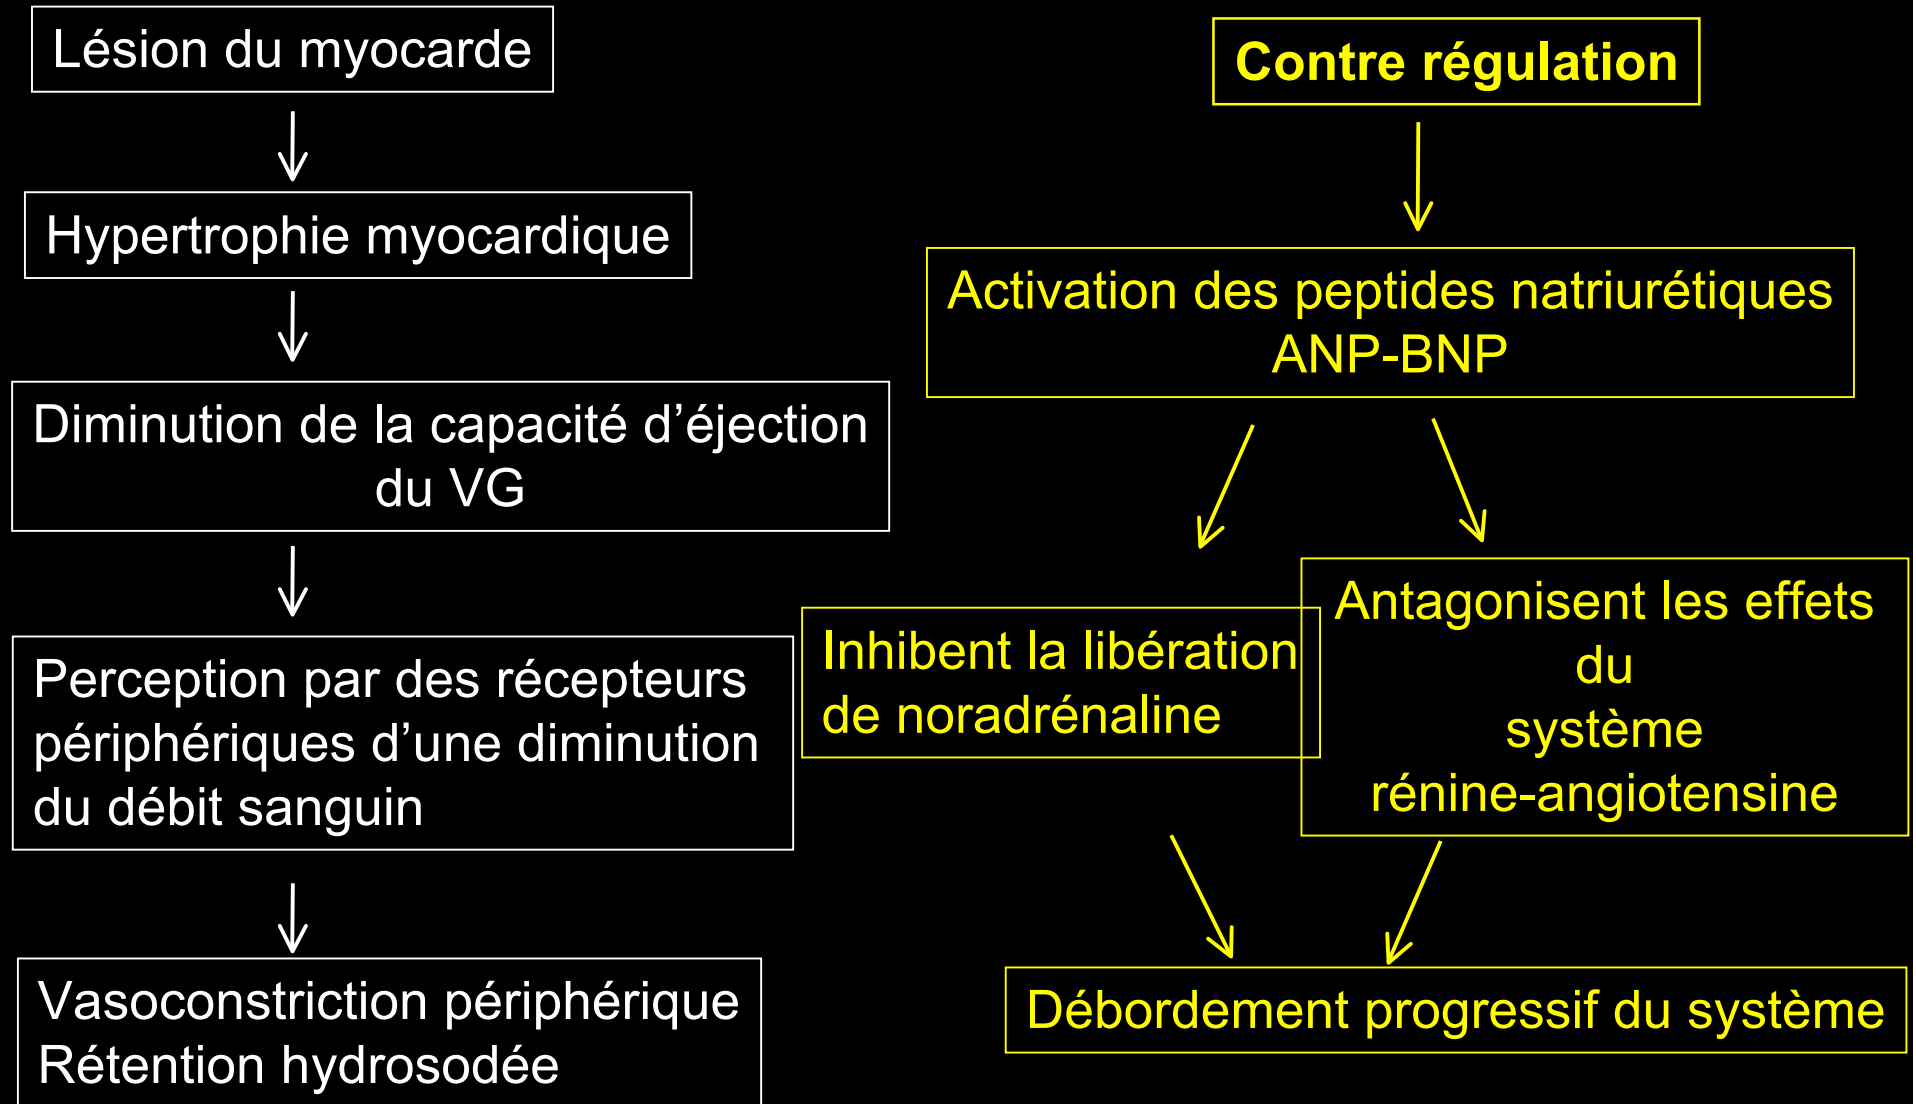 Lésion du myocarde
Hypertrophie myocardique
Diminution de la capacité d’éjection
du VG
Perception par des récepteurs
périphériques d’une diminution
du débit sanguin
Vasoconstriction périphérique
Rétention hydrosodée
Contre régulation
Activation des peptides natriurétiques
ANP-BNP
Inhibent la libération
de noradrénaline
Antagonisent les effets
du
système
rénine-angiotensine
Débordement progressif du système